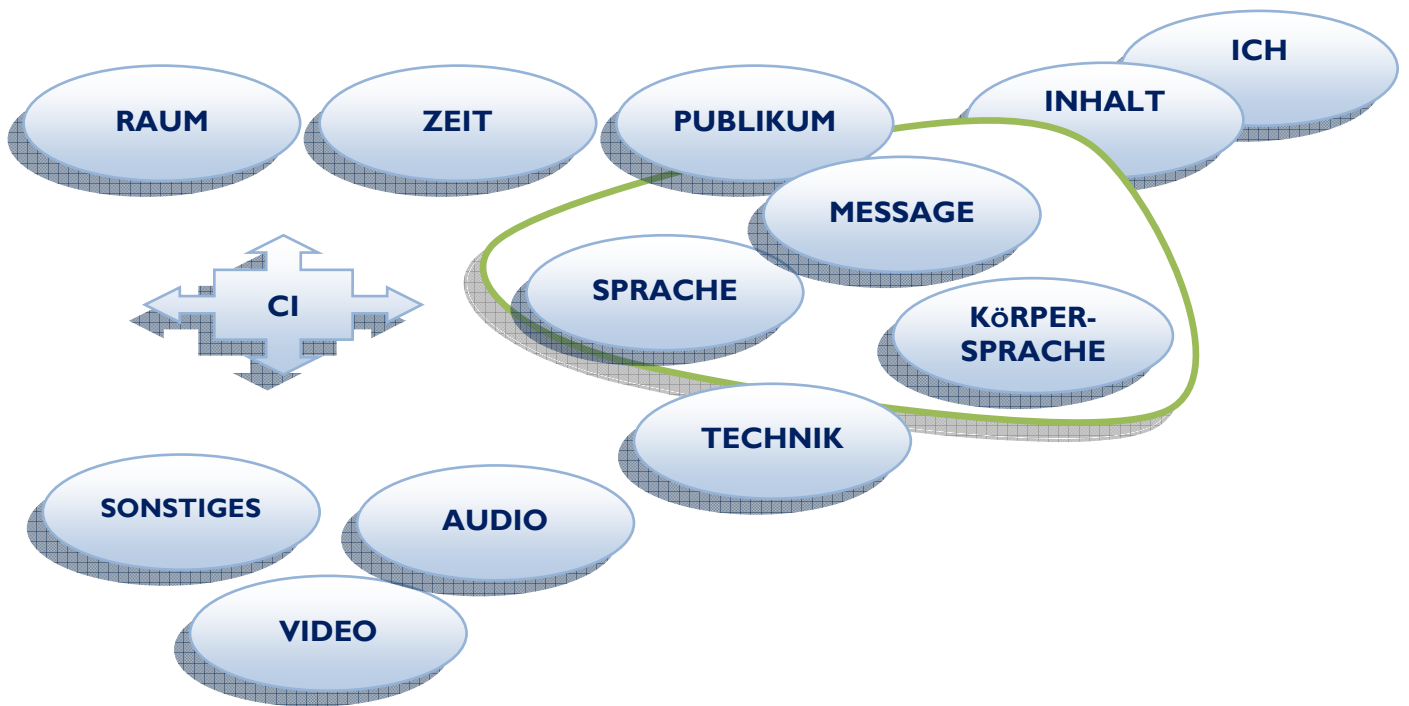 ICH
RAUM
ZEIT
PUBLIKUM
INHALT
MESSAGE
SPRACHE
CI
KöRPER-
SPRACHE
TECHNIK
SONSTIGES
AUDIO
VIDEO